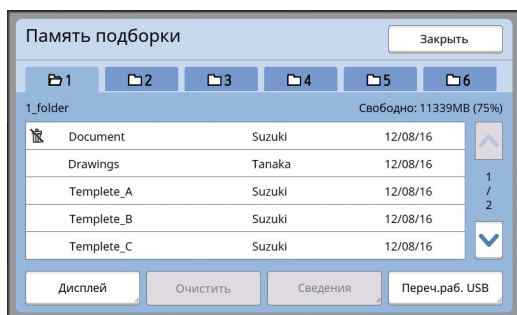 Память подборки
Закрыть
1 2 3 4 5 6
1_folder Свободно: 11339MB (75%)
Document Suzuki 12/08/16
Drawings Tanaka 12/08/16
Templete_A Suzuki 12/08/16
Templete_B Suzuki 12/08/16
Templete_C Suzuki 12/08/16
1
/
2
Дисплей Очистить Сведения Переч.раб. USB